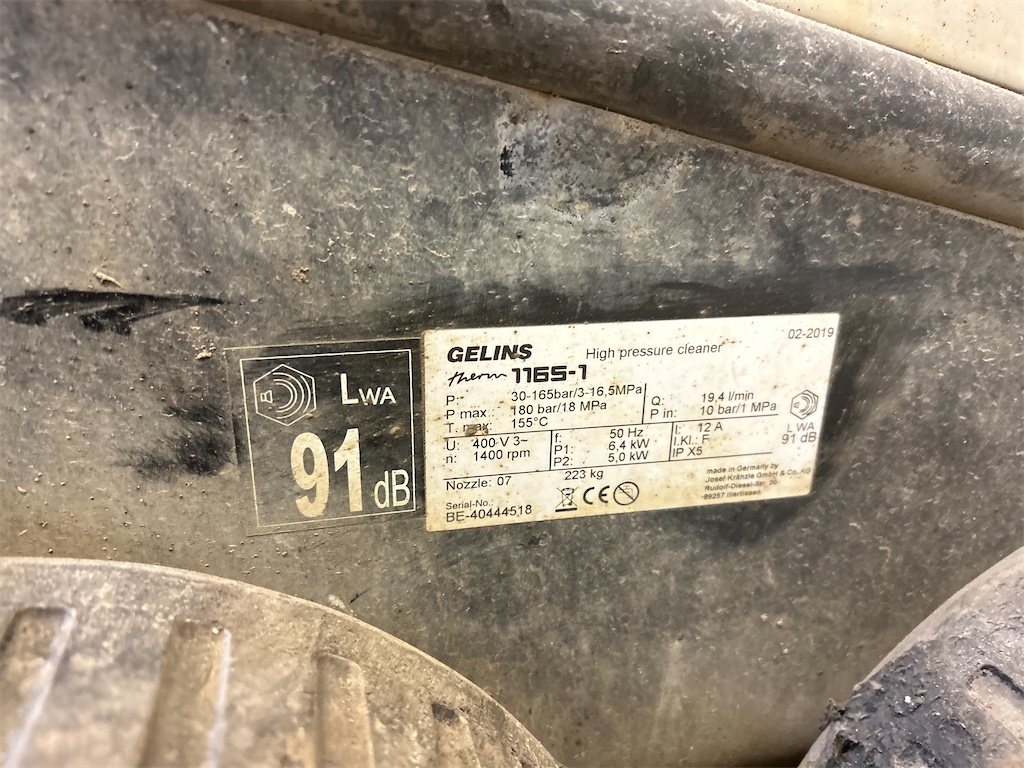 LWA
91 dB
GELINS High pressure cleaner 02-2019
therm 1165-1
P: 30-165bar/3-16,5MPa Q: 19,4 l/min
P max.: 180 bar/18 MPa P in: 10 bar/1 MPa
T. max: 155°C I: 12 A LWA
U: 400 V 3~ f: 50 Hz I.Kl.: F 91 dB
n: 1400 rpm P1: 6,4 kW IP X5
P2: 5,0 kW
Nozzle: 07 223 kg
made in Germany by
Josef Kränzle GmbH & Co. KG
Rudolf-Diesel-Str. 20
89257 Illertissen
CE
Serial-No.:
BE-40444518